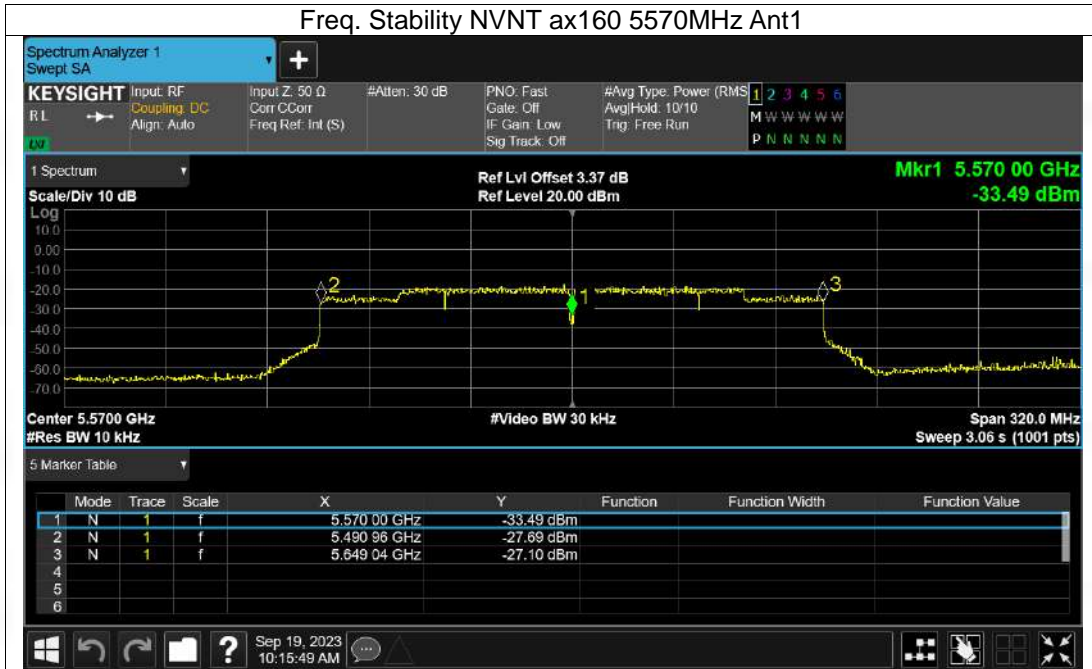 Freq. Stability NVNT ax160 5570MHz Ant1
Spectrum Analyzer 1
Swept SA
+
KEYSIGHT Input: RF Input Z: 50 Ω #Atten: 30 dB PNO: Fast #Avg Type: Power (RMS 1 2 3 4 5 6
RL Coupling: DC Corr CCorr Gate: Off Avg|Hold: 10/10 M W W W W W
Align: Auto Freq Ref: Int (S) IF Gain: Low Trig: Free Run
LXI Sig Track: Off P N N N N N
1 Spectrum Ref Lvl Offset 3.37 dB Mkr1 5.570 00 GHz
Scale/Div 10 dB Ref Level 20.00 dBm -33.49 dBm
Log
10.0
0.00
-10.0
-20.0
-30.0
-40.0
-50.0
-60.0
-70.0
2
1
3
Center 5.5700 GHz #Video BW 30 kHz Span 320.0 MHz
#Res BW 10 kHz Sweep 3.06 s (1001 pts)
5 Marker Table
Mode Trace Scale X Y Function Function Width Function Value
1 N 1 f 5.570 00 GHz -33.49 dBm
2 N 1 f 5.490 96 GHz -27.69 dBm
3 N 1 f 5.649 04 GHz -27.10 dBm
4
5
6
? Sep 19, 2023
10:15:49 AM